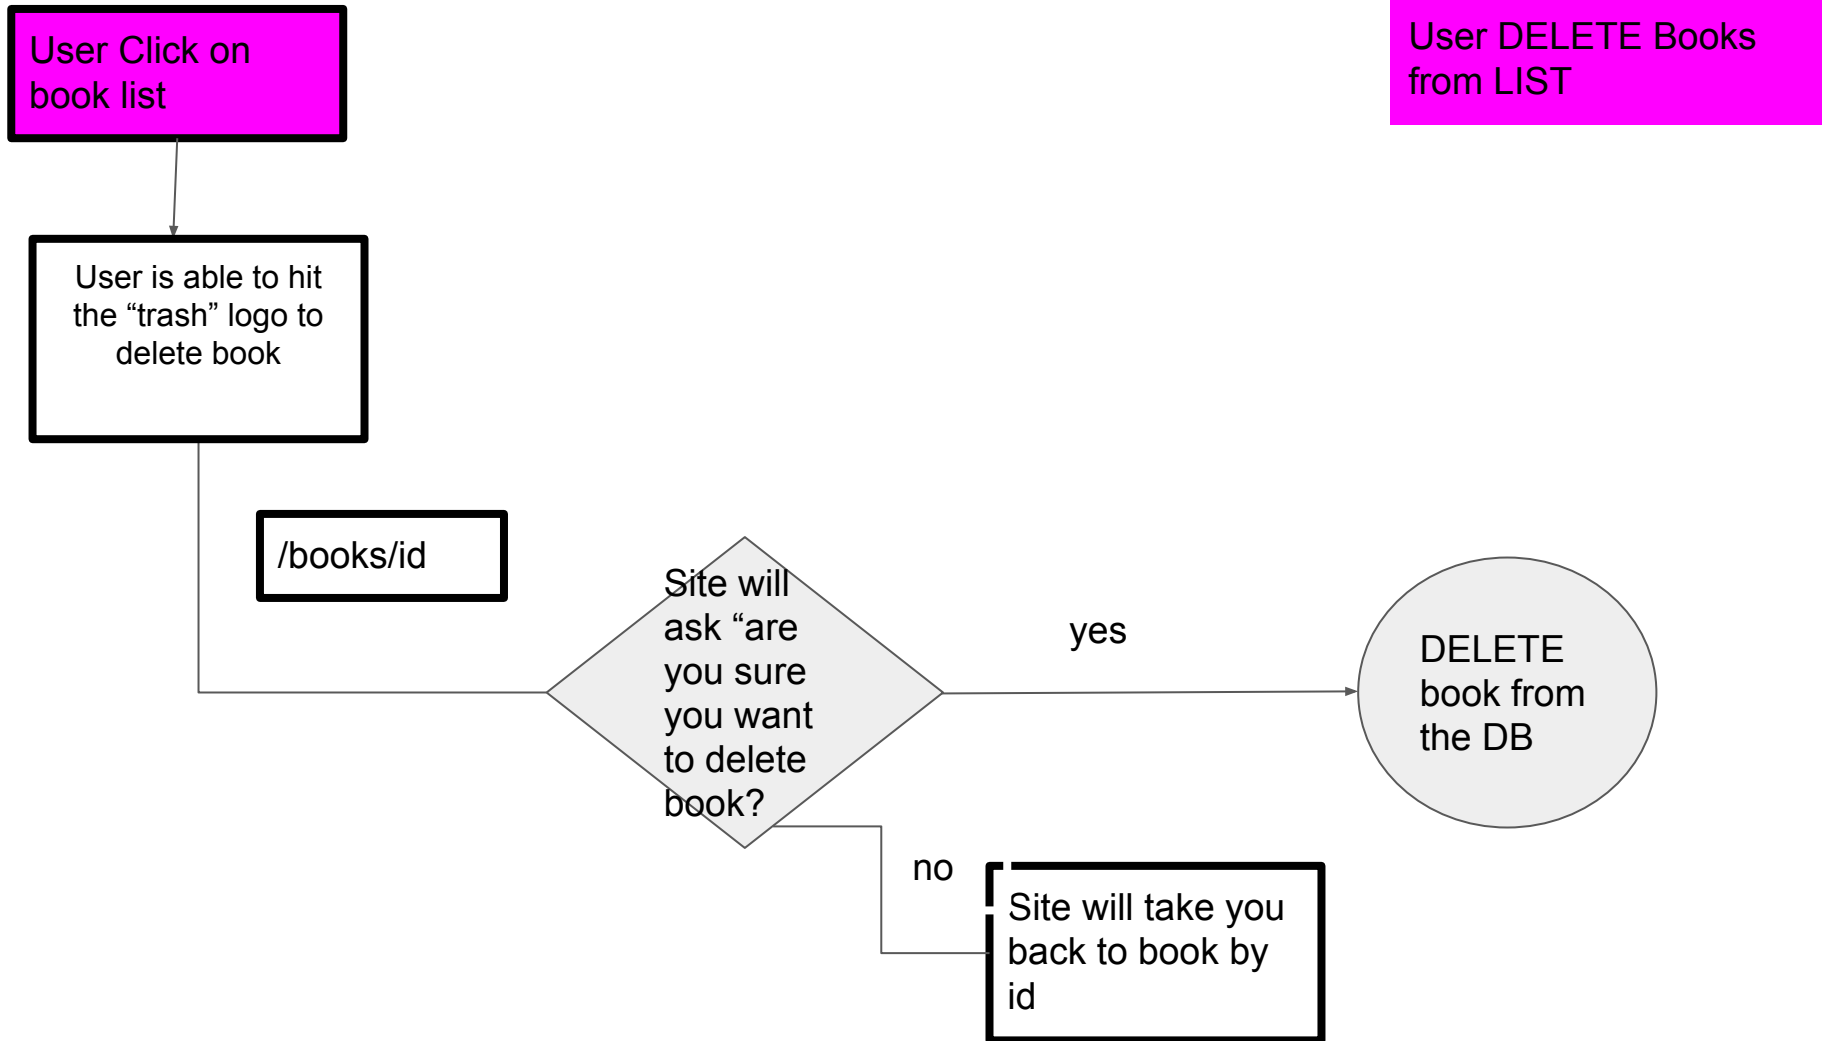 User Click on
book list
User DELETE Books
from LIST
User is able to hit
the “trash” logo to
delete book
/books/id
Site will
ask “are
you sure
you want
to delete
book?
yes
DELETE
book from
the DB
no
Site will take you
back to book by
id